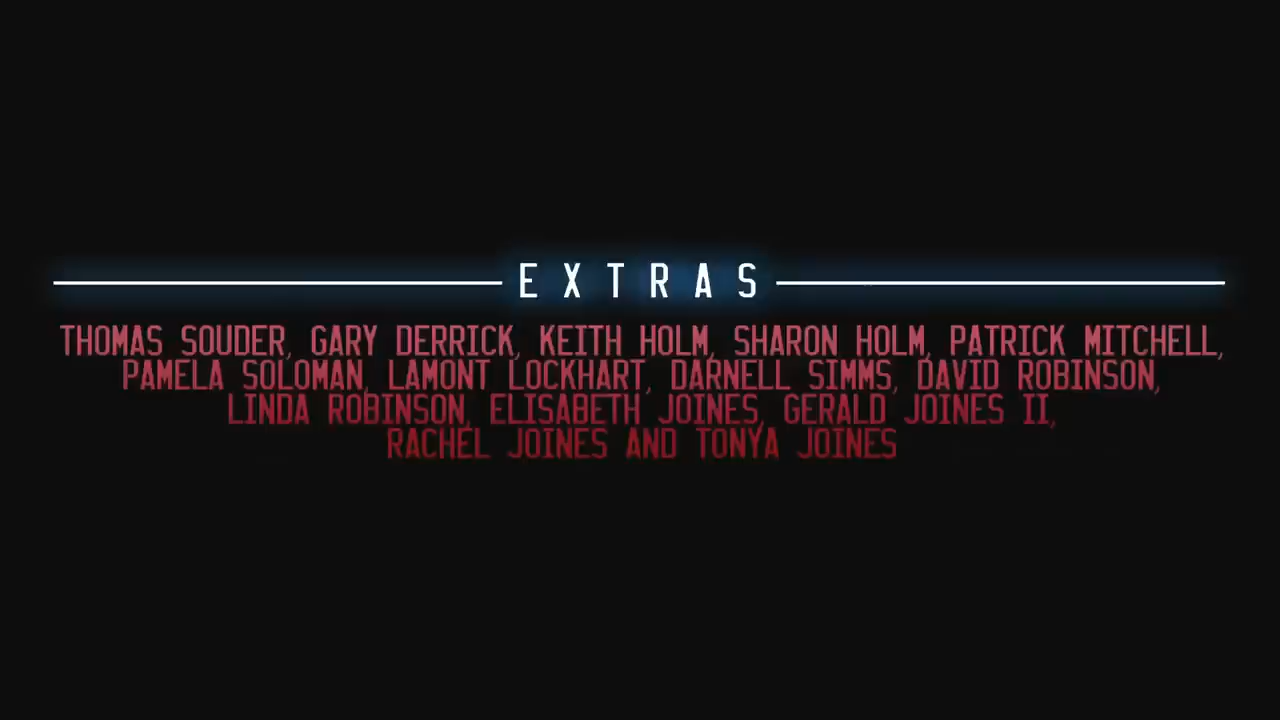 EXTRAS
THOMAS SOUDER, GARY DERRICK, KEITH HOLM, SHARON HOLM, PATRICK MITCHELL,
PAMELA SOLOMAN, LAMONT LOCKHART, DARNELL SIMMS, DAVID ROBINSON,
LINDA ROBINSON, ELISABETH JOINES, GERALD JOINES II,
RACHEL JOINES AND TONYA JOINES